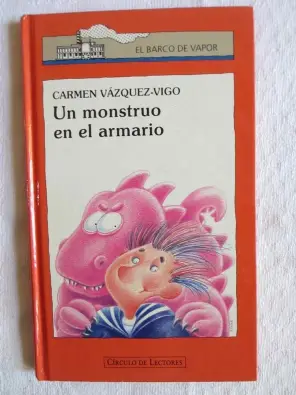 EL BARCO DE VAPOR
CARMEN VÁZQUEZ-VIGO
Un monstruo
en el armario
CÍRCULO DE LECTORES